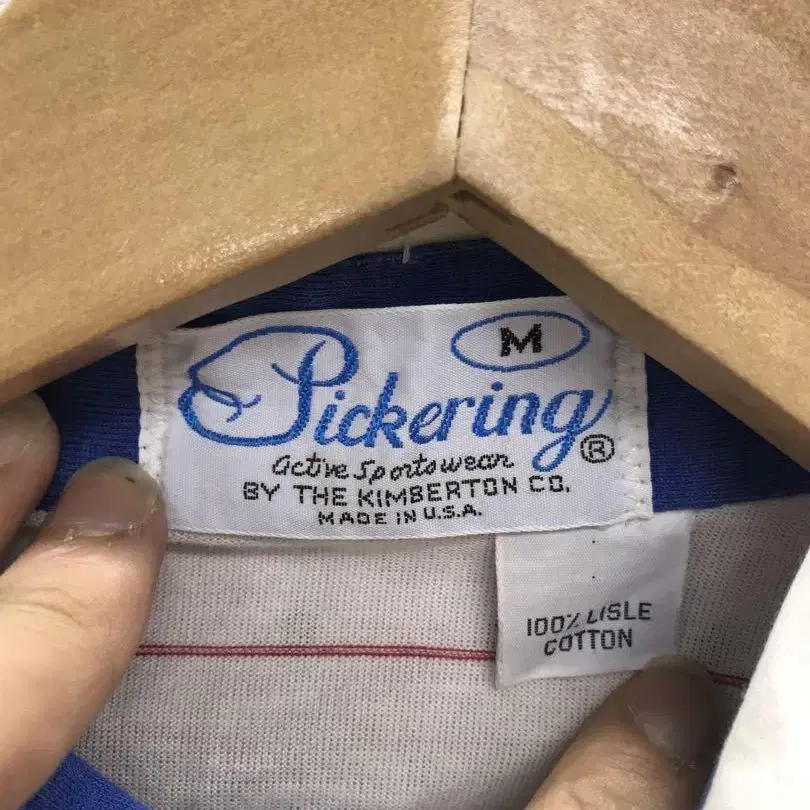 M
Pickering®
active sportswear
BY THE KIMBERTON CO.
MADE IN U.S.A.
100% LISLE
COTTON